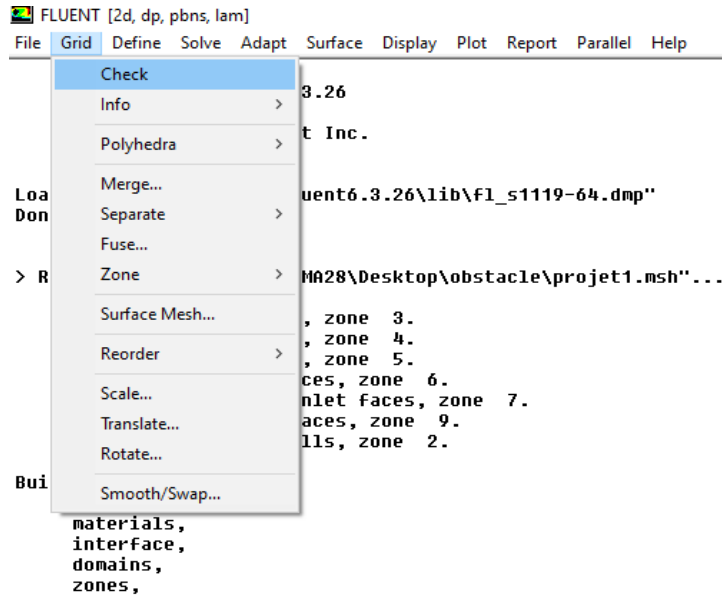 FLUENT [2d, dp, pbns, lam]
File Grid Define Solve Adapt Surface Display Plot Report Parallel Help
Check
Info
Polyhedra
Merge...
Separate
Fuse...
Zone
Surface Mesh...
Reorder
Scale...
Translate...
Rotate...
Smooth/Swap...
3.26
t Inc.
Loa uent6.3.26\lib\fl_s1119-64.dmp"
Don
> R MA28\Desktop\obstacle\projet1.msh"...
, zone 3.
, zone 4.
, zone 5.
ces, zone 6.
nlet faces, zone 7.
aces, zone 9.
lls, zone 2.
Bui
materials,
interface,
domains,
zones,